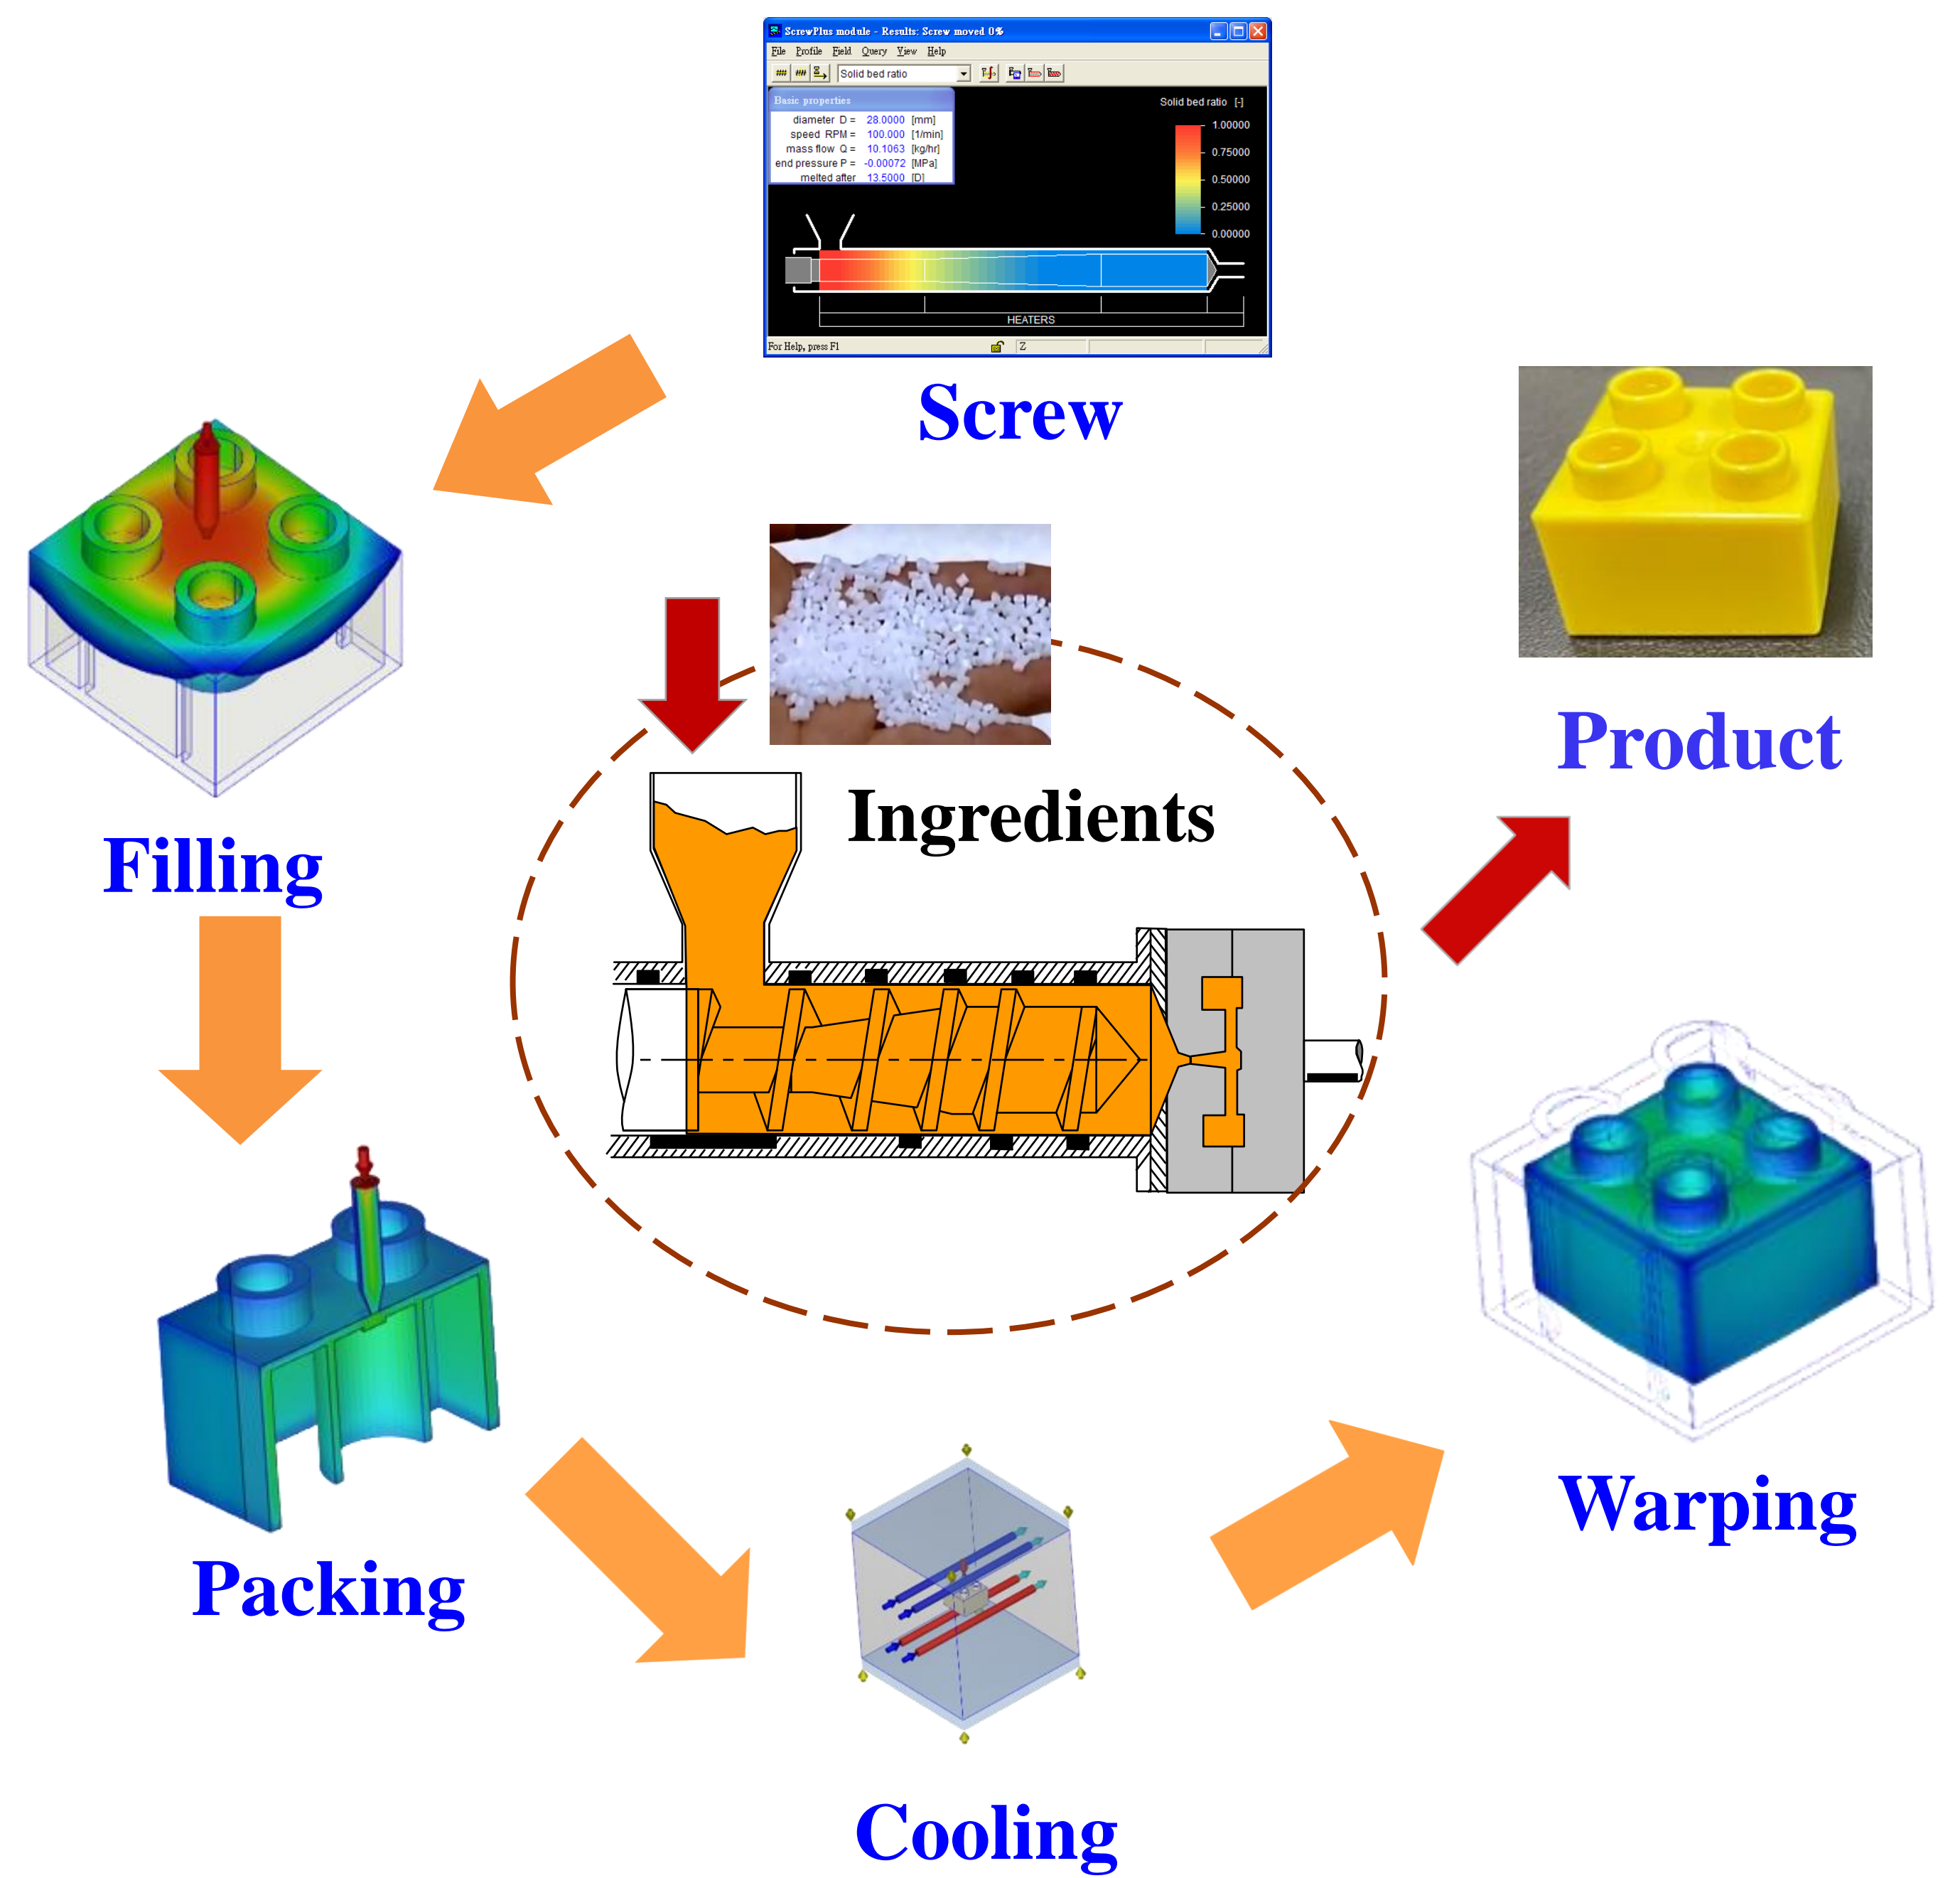 ScrewPlus module - Results: Screw moved 0%
File Profile Field Query View Help
Solid bed ratio
Basic properties
diameter D = 28.0000 [mm]
speed RPM = 100.000 [1/min]
mass flow Q = 10.1063 [kg/hr]
end pressure P = -0.00072 [MPa]
melted after 13.5000 [D]
Solid bed ratio [-]
1.00000
0.75000
0.50000
0.25000
0.00000
HEATERS
For Help, press F1
Z
Screw
Product
Ingredients
Filling
Warping
Packing
Cooling